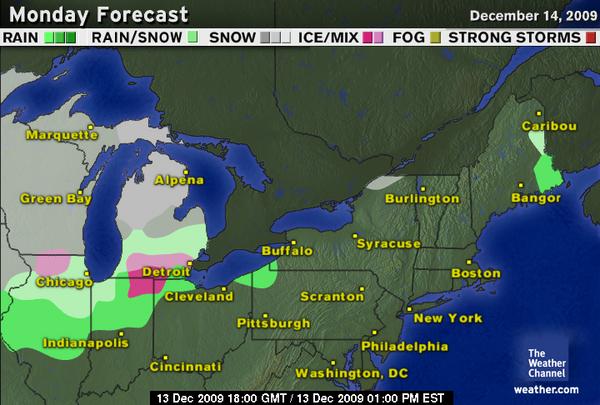 Monday Forecast
December 14, 2009
RAIN RAIN/SNOW SNOW ICE/MIX FOG STRONG STORMS
Caribou
Marquette
Alpena
Green Bay
Burlington
Bangor
Syracuse
Buffalo
Detroit
Boston
Chicago
Cleveland
Scranton
New York
Pittsburgh
Indianapolis
Philadelphia
Cincinnati
Washington, DC
The
Weather
Channel
weather.com
13 Dec 2009 18:00 GMT / 13 Dec 2009 01:00 PM EST